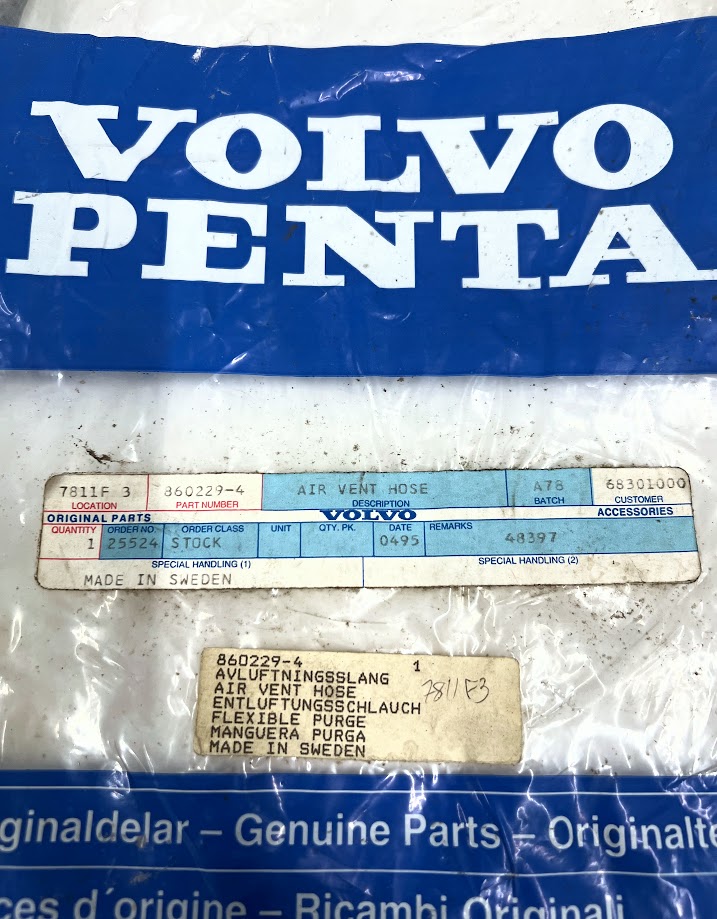 VOLVO
PENTA
7811F 3 860229-4 AIR VENT HOSE A78 68301000
LOCATION PART NUMBER DESCRIPTION BATCH CUSTOMER
ORIGINAL PARTS VOLVO ACCESSORIES
QUANTITY ORDER NO. ORDER CLASS UNIT QTY. PK. DATE REMARKS
1 25524 STOCK 0495 48397
SPECIAL HANDLING (1) SPECIAL HANDLING (2)
MADE IN SWEDEN
860229-4 1
AVLUFTNINGSSLANG
AIR VENT HOSE 7811 F3
ENTLUFTUNGSSCHLAUCH
FLEXIBLE PURGE
MANGUERA PURGA
MADE IN SWEDEN
ginaldelar – Genuine Parts – Originalte
ces d´origine – Ricambi Originali